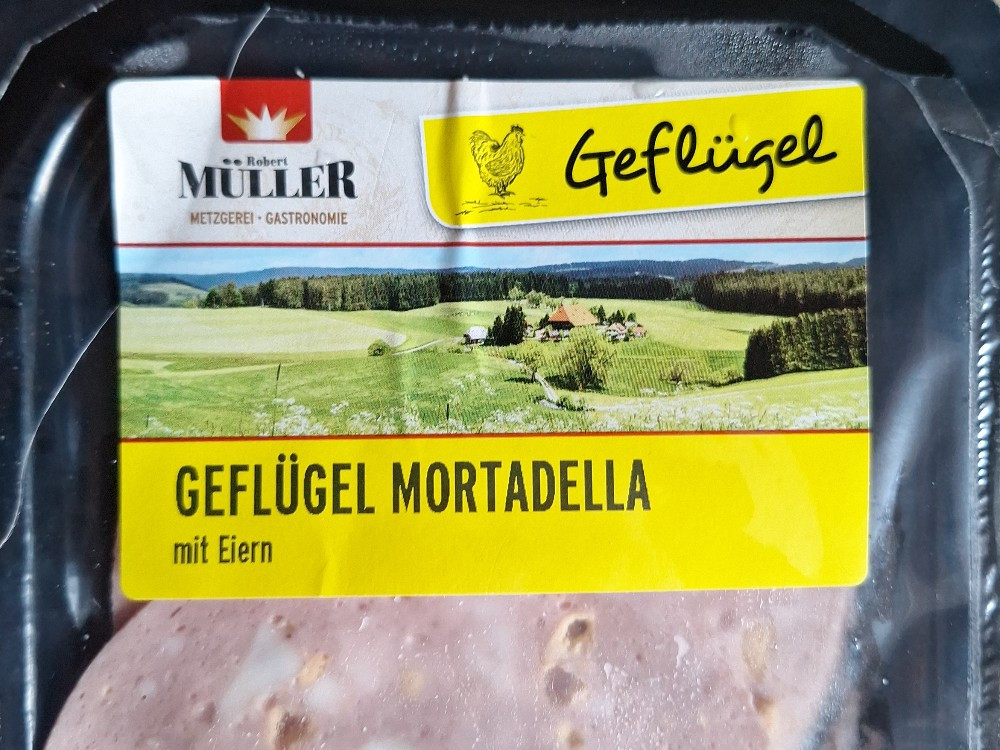 Robert
MÜLLER
METZGEREI · GASTRONOMIE
Geflügel
GEFLÜGEL MORTADELLA
mit Eiern